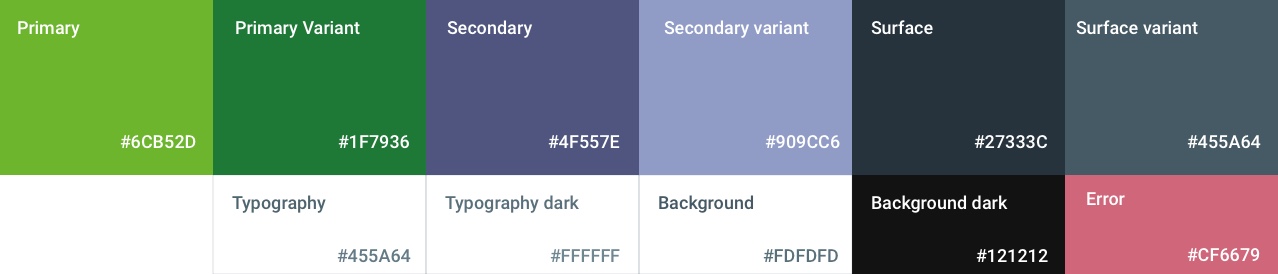 Primary
Primary Variant
Secondary
Secondary variant
Surface
Surface variant
#6CB52D
#1F7936
#4F557E
#909CC6
#27333C
#455A64
Typography
Typography dark
Background
Background dark
Error
#455A64
#FFFFFF
#FDFDFD
#121212
#CF6679